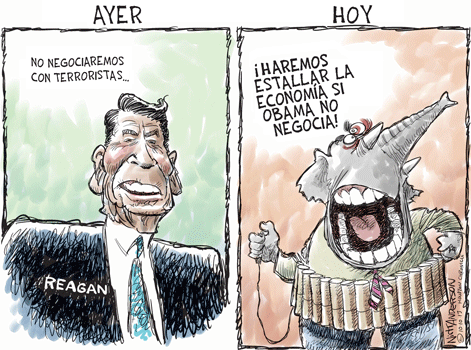 AYER
NO NEGOCIAREMOS
CON TERRORISTAS...
REAGAN
HOY
¡HAREMOS
ESTALLAR LA
ECONOMÍA SI
OBAMA NO
NEGOCIA!